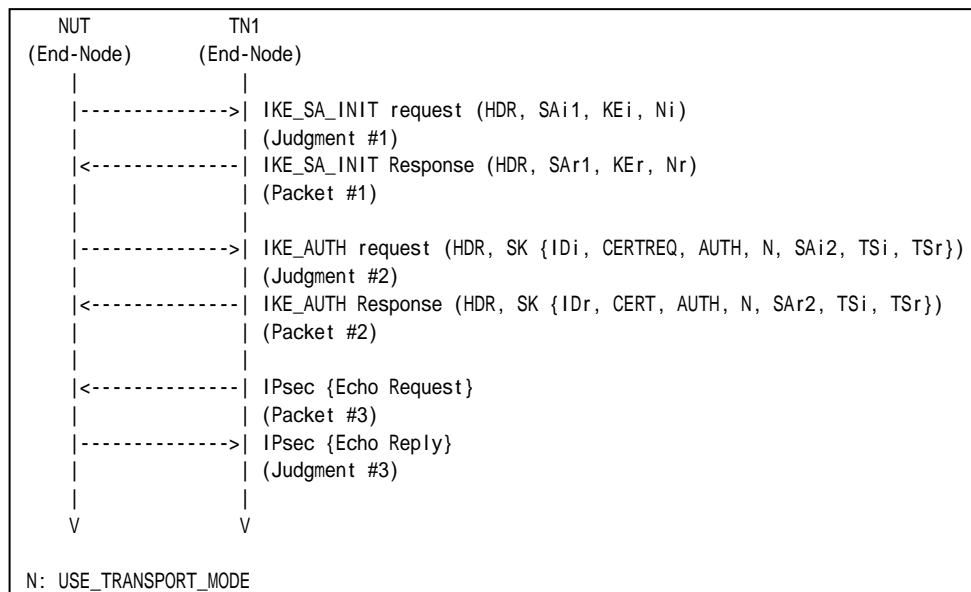 NUT TN1
(End-Node) (End-Node)
| |
|-------------->| IKE_SA_INIT request (HDR, SAi1, KEi, Ni)
| | (Judgment #1)
|<--------------| IKE_SA_INIT Response (HDR, SAr1, KEr, Nr)
| | (Packet #1)
| |
|-------------->| IKE_AUTH request (HDR, SK {IDi, CERTREQ, AUTH, N, SAi2, TSi, TSr})
| | (Judgment #2)
|<--------------| IKE_AUTH Response (HDR, SK {IDr, CERT, AUTH, N, SAr2, TSi, TSr})
| | (Packet #2)
| |
|<--------------| IPsec {Echo Request}
| | (Packet #3)
|-------------->| IPsec {Echo Reply}
| | (Judgment #3)
| |
V V
N: USE_TRANSPORT_MODE